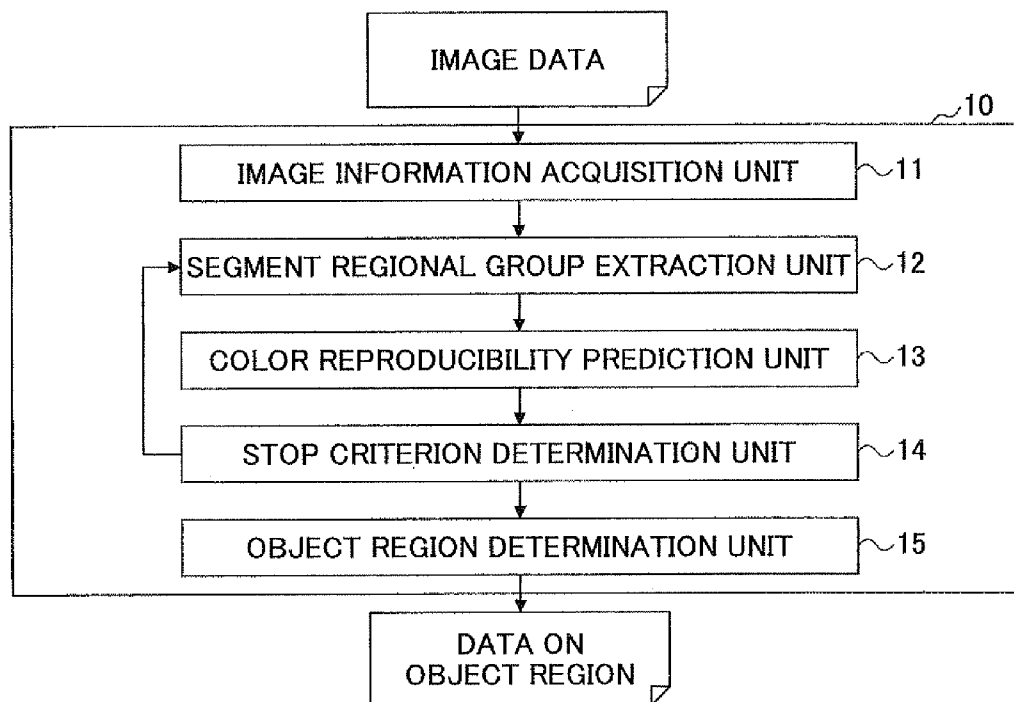 IMAGE DATA
10
IMAGE INFORMATION ACQUISITION UNIT 11
SEGMENT REGIONAL GROUP EXTRACTION UNIT 12
COLOR REPRODUCIBILITY PREDICTION UNIT 13
STOP CRITERION DETERMINATION UNIT 14
OBJECT REGION DETERMINATION UNIT 15
DATA ON
OBJECT REGION